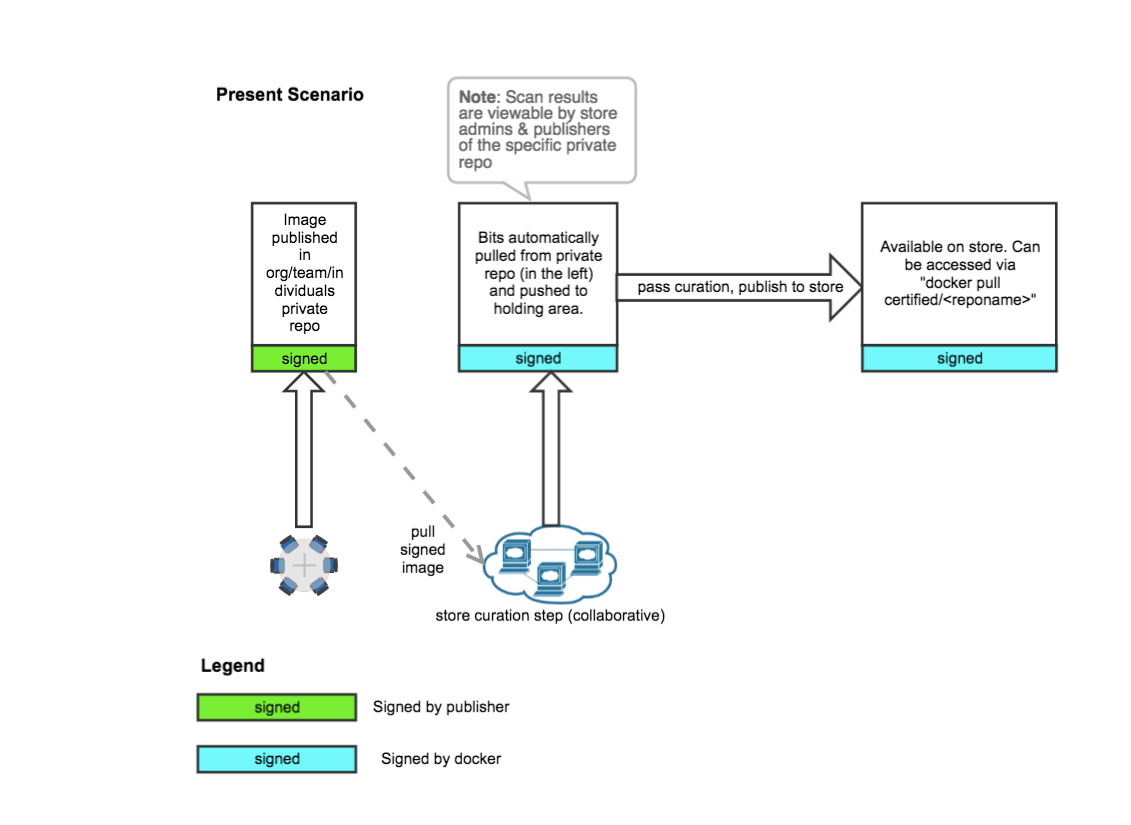 Present Scenario
Note: Scan results
are viewable by store
admins & publishers
of the specific private
repo
Image
published
in
org/team/in
dividuals
private
repo
signed
Bits automatically
pulled from private
repo (in the left)
and pushed to
holding area.
signed
pass curation, publish to store
Available on store. Can
be accessed via
"docker pull
certified/<reponame>"
signed
pull
signed
image
store curation step (collaborative)
Legend
signed
Signed by publisher
signed
Signed by docker